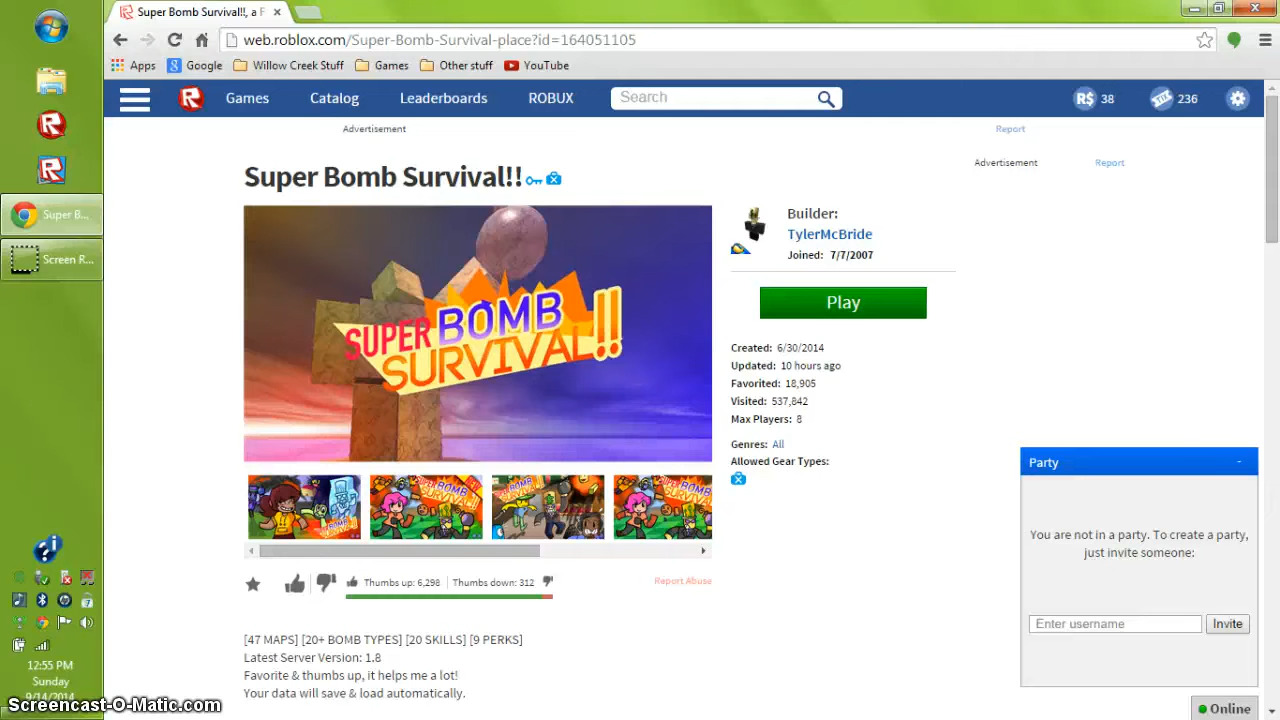 Super Bomb Survival!!, a F
web.roblox.com/Super-Bomb-Survival-place?id=164051105
Apps Google Willow Creek Stuff Games Other stuff YouTube
Games Catalog Leaderboards ROBUX Search R$ 38 TIX 236
Advertisement Report
Advertisement Report
Super Bomb Survival!!
SUPER BOMB
SURVIVAL!!
Builder:
TylerMcBride
Joined: 7/7/2007
Play
Created: 6/30/2014
Updated: 10 hours ago
Favorited: 18,905
Visited: 537,842
Max Players: 8
Genres: All
Allowed Gear Types:
Thumbs up: 6,298 Thumbs down: 312 Report Abuse
[47 MAPS] [20+ BOMB TYPES] [20 SKILLS] [9 PERKS]
Latest Server Version: 1.8
Favorite & thumbs up, it helps me a lot!
Your data will save & load automatically.
Party -
You are not in a party. To create a party,
just invite someone:
Enter username Invite
Online
Super B...
Screen R...
12:55 PM
Sunday
9/14/2014
Screencast-O-Matic.com